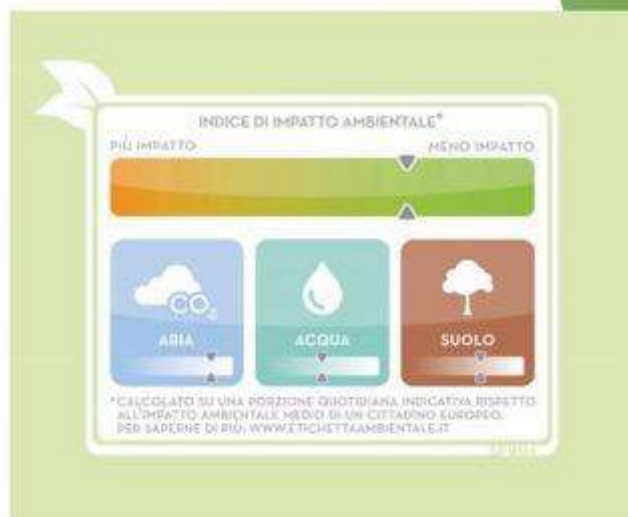 INDICE DI IMPATTO AMBIENTALE*
PIÙ IMPATTO MENO IMPATTO
CO₂
ARIA ACQUA SUOLO
*CALCOLATO SU UNA PORZIONE QUOTIDIANA INDICATIVA RISPETTO
ALL'IMPATTO AMBIENTALE MEDIO DI UN CITTADINO EUROPEO.
PER SAPERNE DI PIÙ: WWW.ETICHETTAAMBIENTALE.IT